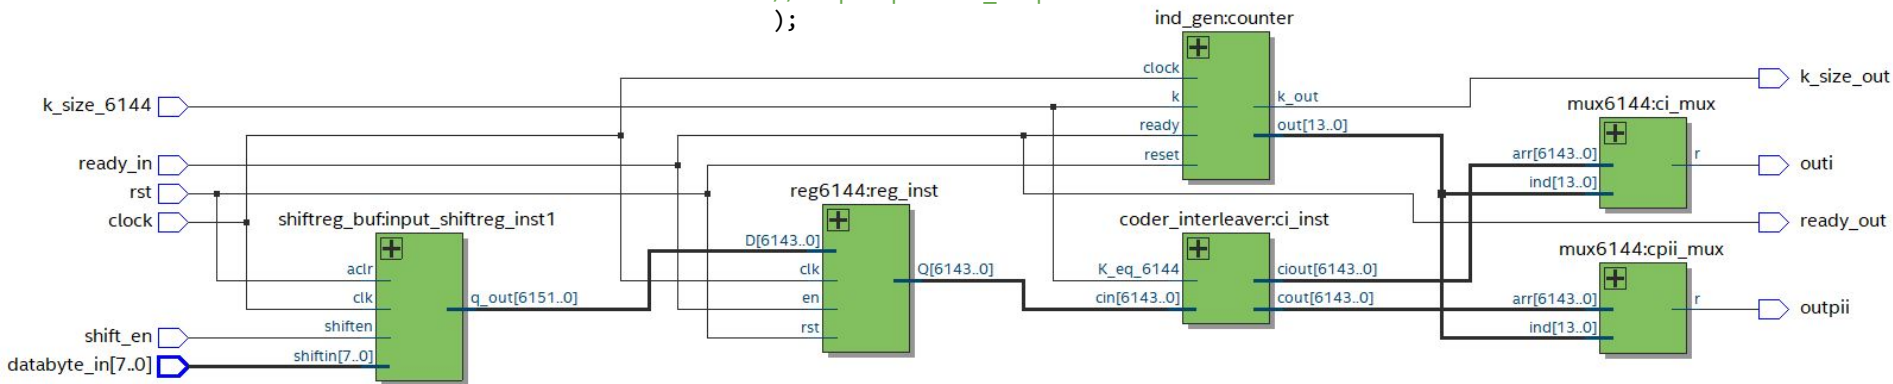 );
ind_gen:counter
clock
k
ready
reset
k_out
out[13..0]
k_size_6144
ready_in
rst
clock
shift_en
databyte_in[7..0]
shiftreg_buf:input_shiftreg_inst1
aclr
clk
shiften
shiftin[7..0]
q_out[6151..0]
reg6144:reg_inst
D[6143..0]
clk
en
rst
Q[6143..0]
coder_interleaver:ci_inst
K_eq_6144
cin[6143..0]
ciout[6143..0]
cout[6143..0]
mux6144:ci_mux
arr[6143..0]
ind[13..0]
r
mux6144:cpii_mux
arr[6143..0]
ind[13..0]
r
k_size_out
outi
ready_out
outpii